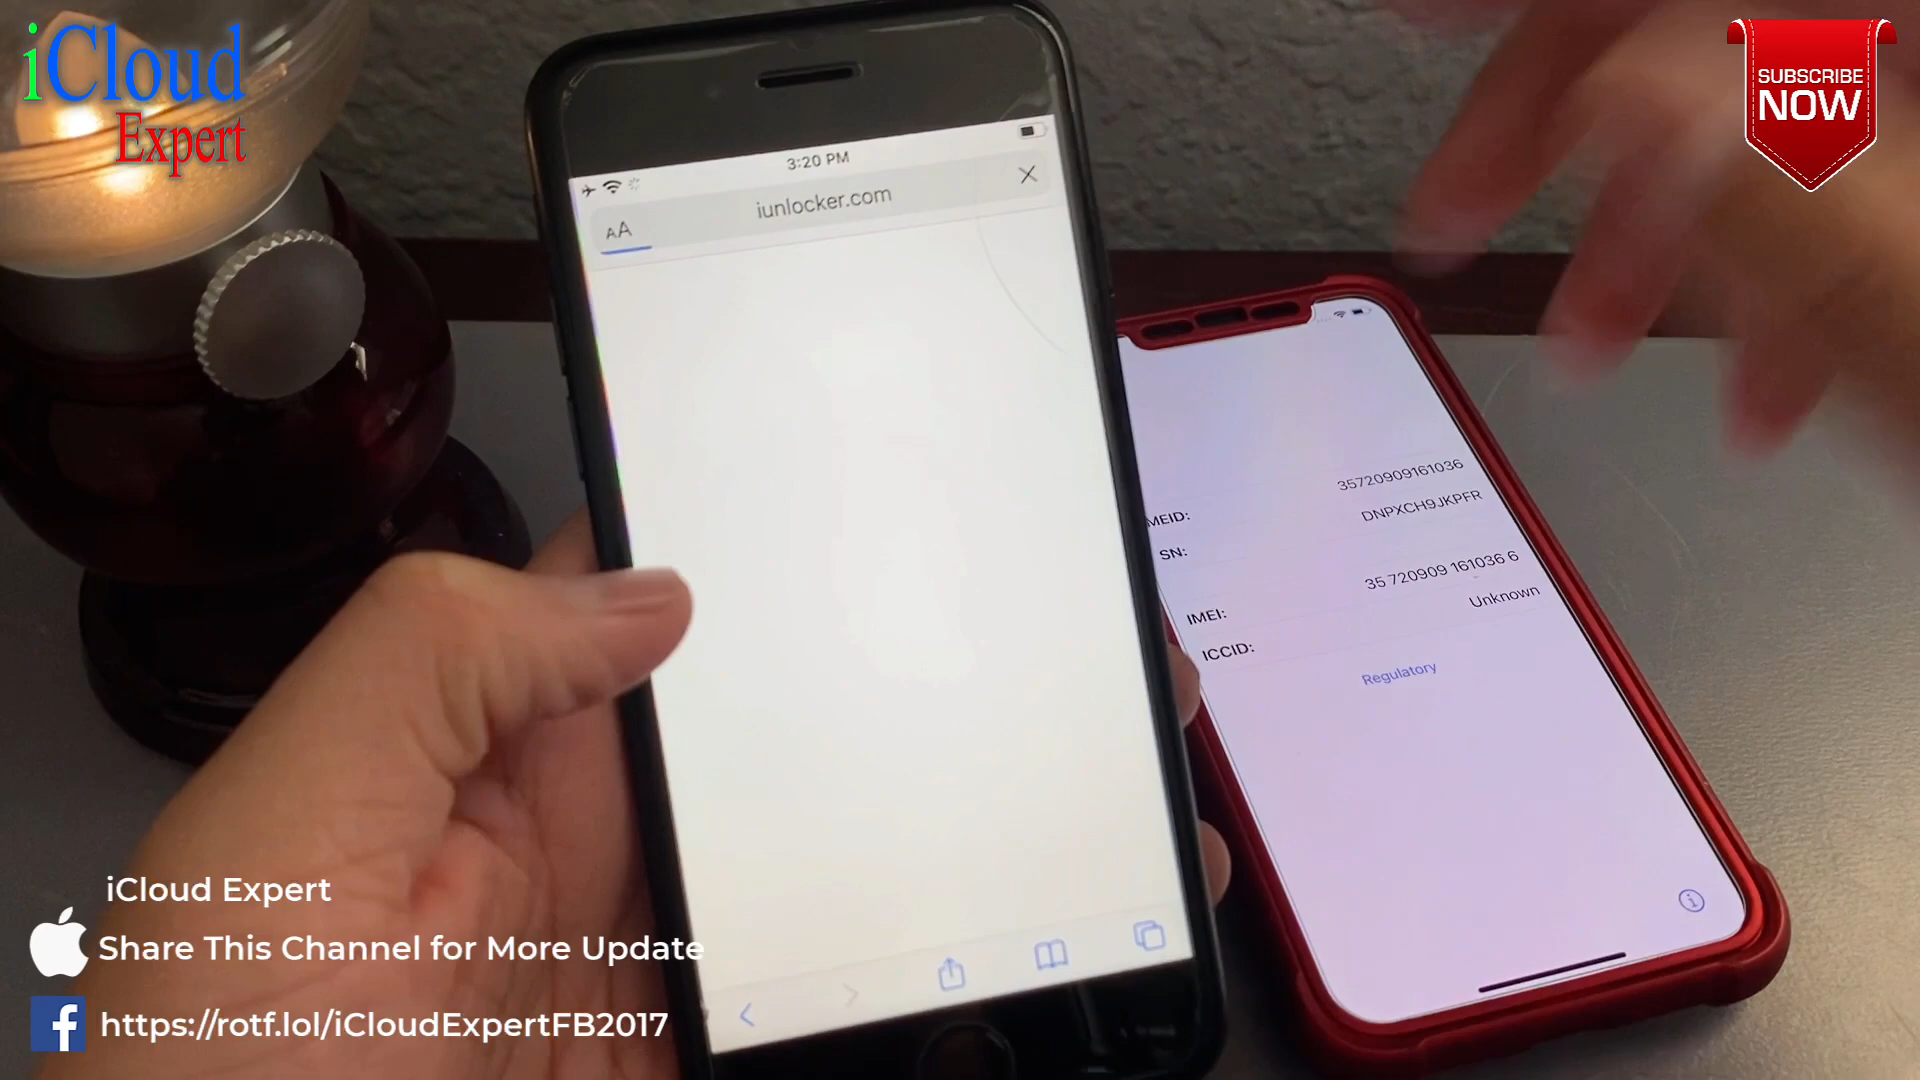 iCloud
Expert
SUBSCRIBE
NOW
3:20 PM
AA
iunlocker.com
35720909161036
MEID:
DNPXCH9JKPFR
SN:
35 720909 161036 6
IMEI:
Unknown
ICCID:
Regulatory
iCloud Expert
Share This Channel for More Update
https://rotf.lol/iCloudExpertFB2017